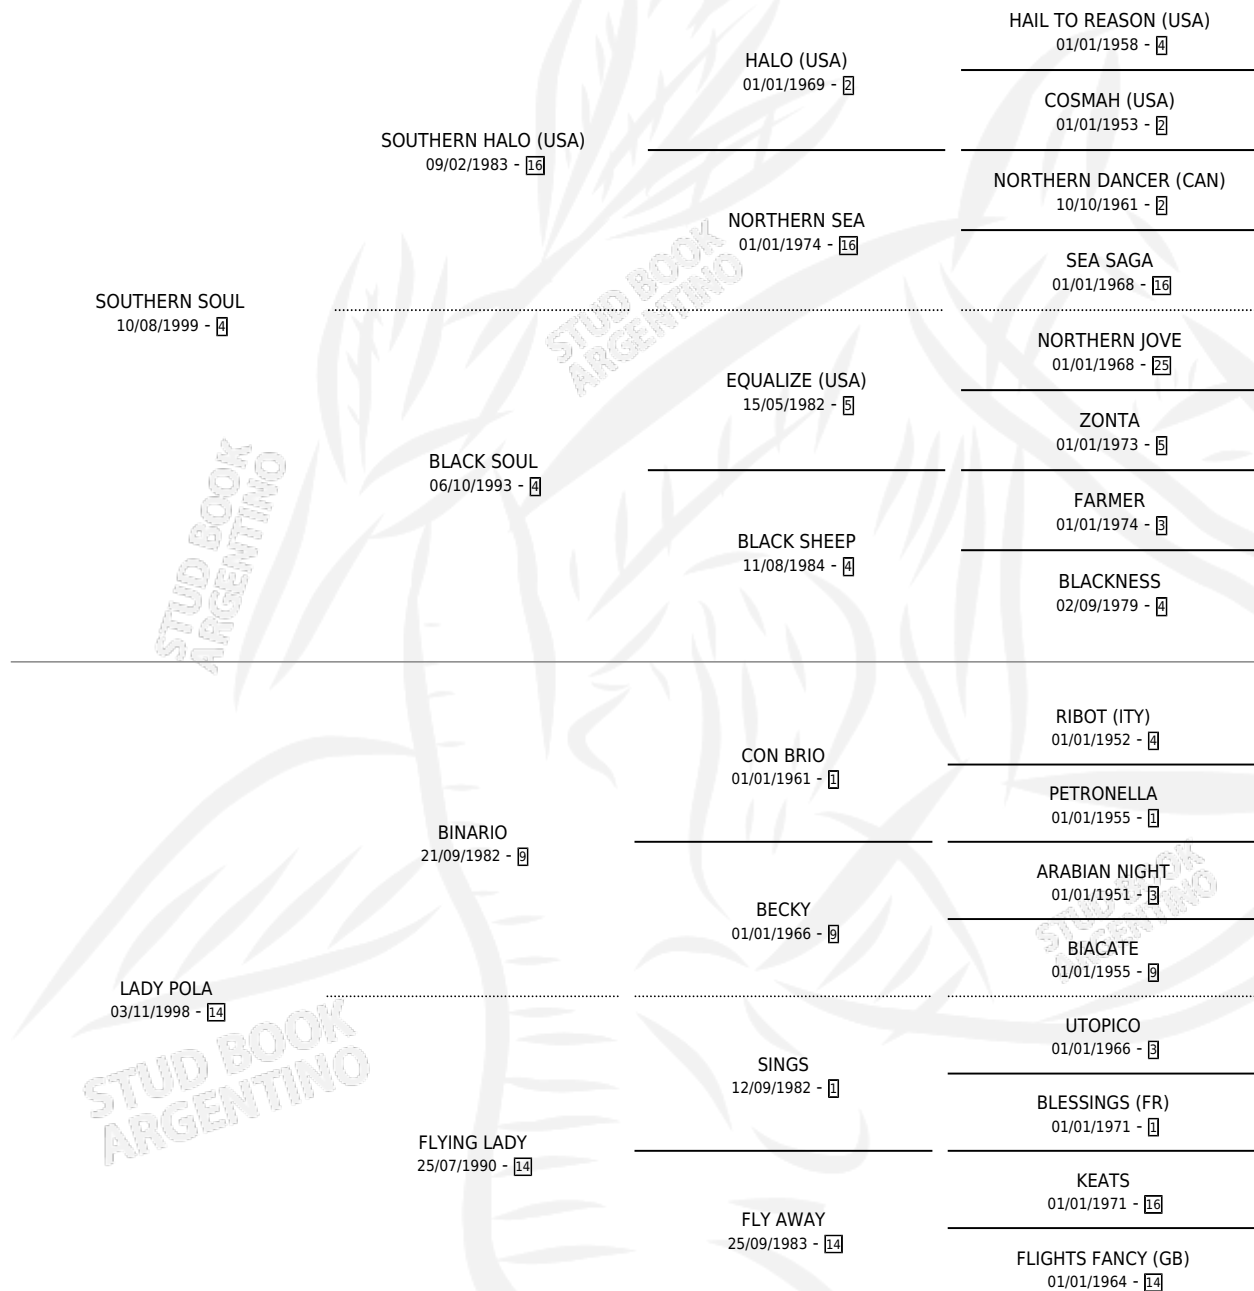 HAIL TO REASON (USA)
01/01/1958 - 4
HALO (USA)
01/01/1969 - 2
COSMAH (USA)
01/01/1953 - 2
SOUTHERN HALO (USA)
09/02/1983 - 16
NORTHERN DANCER (CAN)
10/10/1961 - 2
NORTHERN SEA
01/01/1974 - 16
SEA SAGA
01/01/1968 - 16
SOUTHERN SOUL
10/08/1999 - 4
STUD BOOK
ARGENTINO
NORTHERN JOVE
01/01/1968 - 25
EQUALIZE (USA)
15/05/1982 - 5
ZONTA
01/01/1973 - 5
BLACK SOUL
06/10/1993 - 4
FARMER
01/01/1974 - 3
BLACK SHEEP
11/08/1984 - 4
BLACKNESS
02/09/1979 - 4
STUD BOOK
ARGENTINO
RIBOT (ITY)
01/01/1952 - 4
CON BRIO
01/01/1961 - 1
PETRONELLA
01/01/1955 - 1
BINARIO
21/09/1982 - 9
ARABIAN NIGHT
01/01/1951 - 3
BECKY
01/01/1966 - 9
BIACATE
01/01/1955 - 9
STUD BOOK
ARGENTINO
LADY POLA
03/11/1998 - 14
UTOPICO
01/01/1966 - 3
SINGS
12/09/1982 - 1
BLESSINGS (FR)
01/01/1971 - 1
STUD BOOK
ARGENTINO
FLYING LADY
25/07/1990 - 14
KEATS
01/01/1971 - 16
FLY AWAY
25/09/1983 - 14
FLIGHTS FANCY (GB)
01/01/1964 - 14